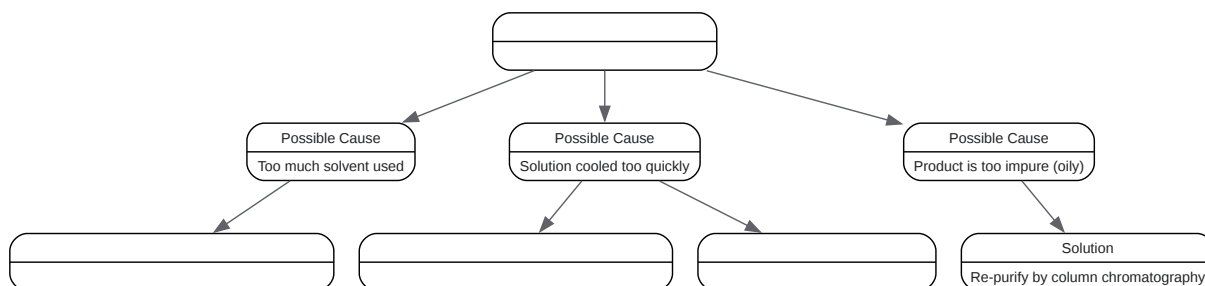 Possible Cause
Too much solvent used
Possible Cause
Solution cooled too quickly
Possible Cause
Product is too impure (oily)
Solution
Re-purify by column chromatography